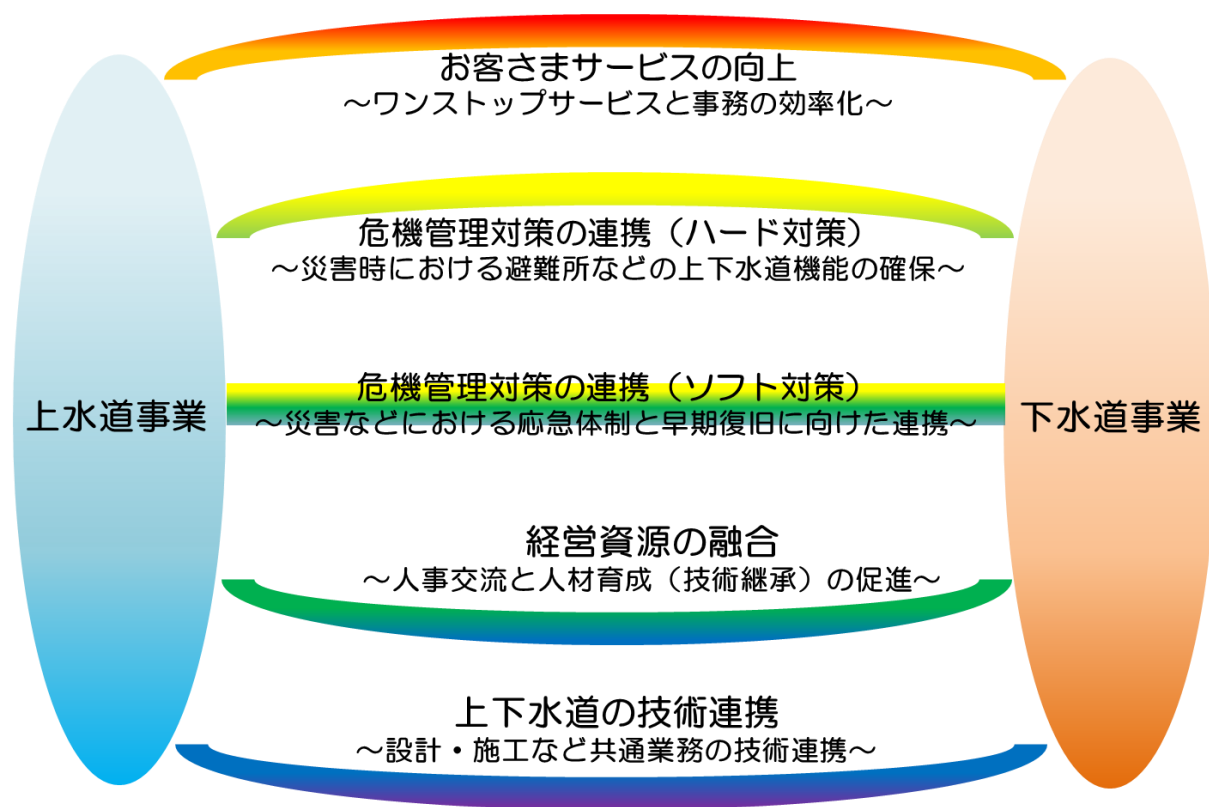 お客さまサービスの向上
～ワンストップサービスと事務の効率化～
危機管理対策の連携（ハード対策）
～災害時における避難所などの上下水道機能の確保～
危機管理対策の連携（ソフト対策）
～災害などにおける応急体制と早期復旧に向けた連携～
上水道事業
下水道事業
経営資源の融合
～人事交流と人材育成（技術継承）の促進～
上下水道の技術連携
～設計・施工など共通業務の技術連携～